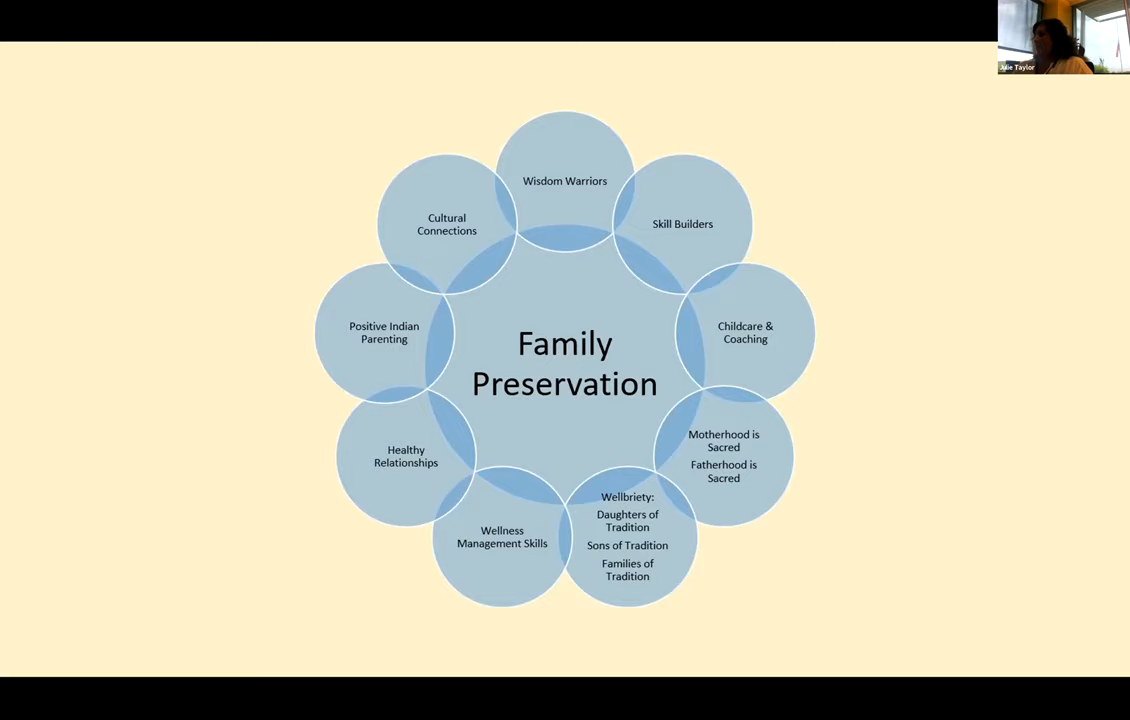 Julie Taylor
Wisdom Warriors
Cultural
Connections
Skill Builders
Positive Indian
Parenting
Childcare &
Coaching
Family
Preservation
Healthy
Relationships
Motherhood is
Sacred
Fatherhood is
Sacred
Wellness
Management Skills
Wellbriety:
Daughters of
Tradition
Sons of Tradition
Families of
Tradition